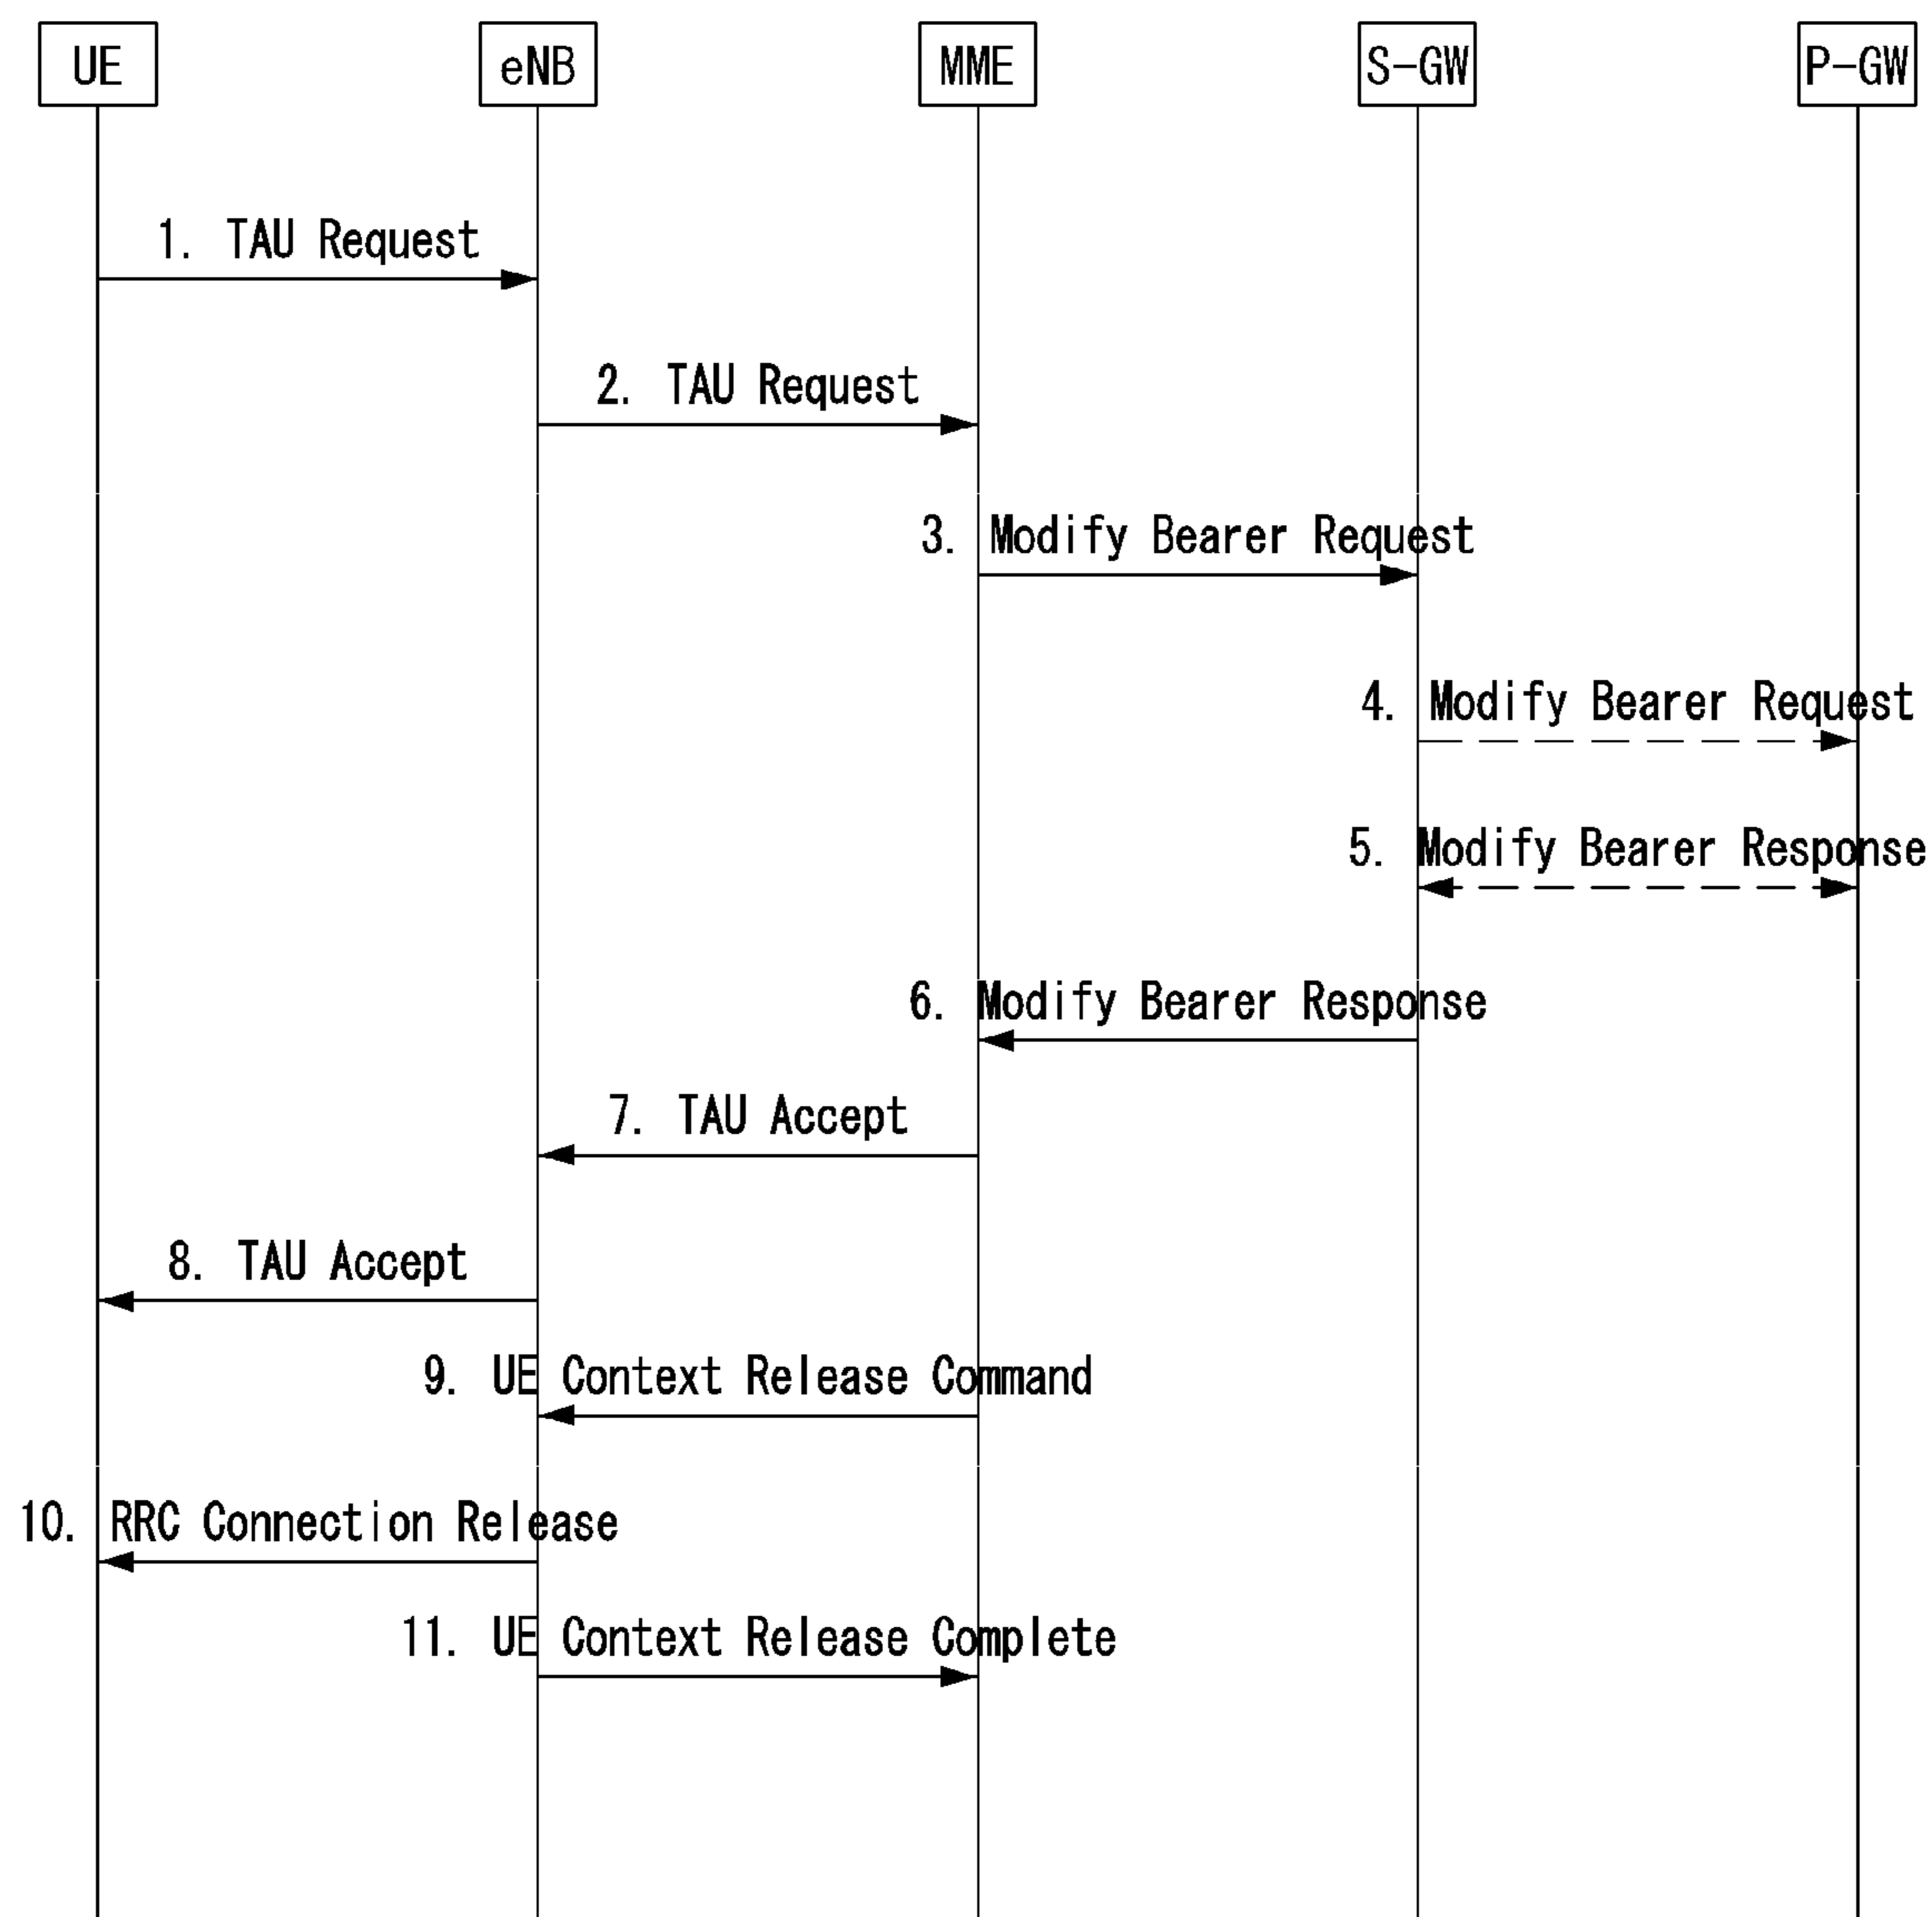 UE
eNB
MME
S-GW
P-GW
1. TAU Request
2. TAU Request
3. Modify Bearer Request
4. Modify Bearer Request
5. Modify Bearer Response
6. Modify Bearer Response
7. TAU Accept
8. TAU Accept
9. UE Context Release Command
10. RRC Connection Release
11. UE Context Release Complete